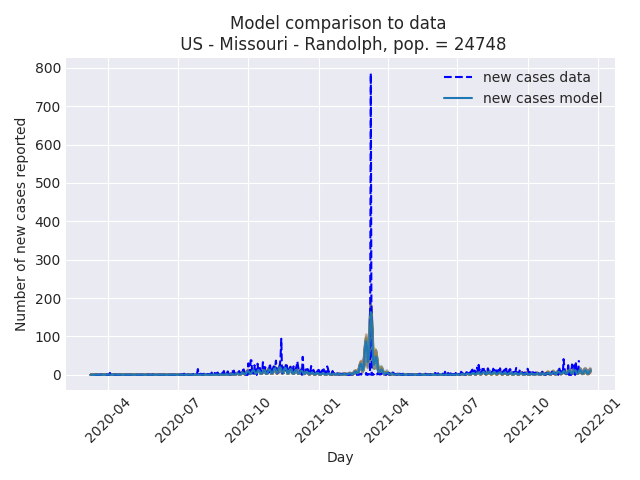 Model comparison to data
US - Missouri - Randolph, pop. = 24748
new cases data
new cases model
Number of new cases reported
800
700
600
500
400
300
200
100
0
2020-04
2020-07
2020-10
2021-01
2021-04
2021-07
2021-10
2022-01
Day